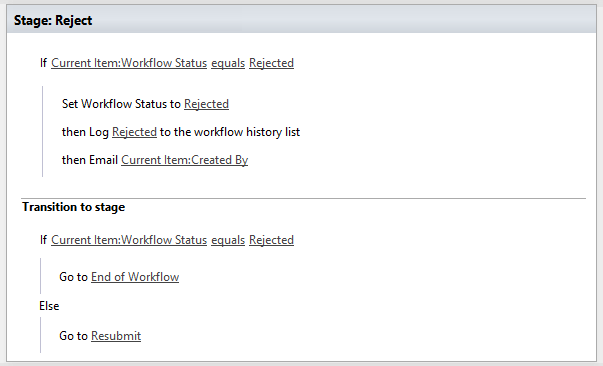 Stage: Reject
If Current Item:Workflow Status equals Rejected
Set Workflow Status to Rejected
then Log Rejected to the workflow history list
then Email Current Item:Created By
Transition to stage
If Current Item:Workflow Status equals Rejected
Go to End of Workflow
Else
Go to Resubmit